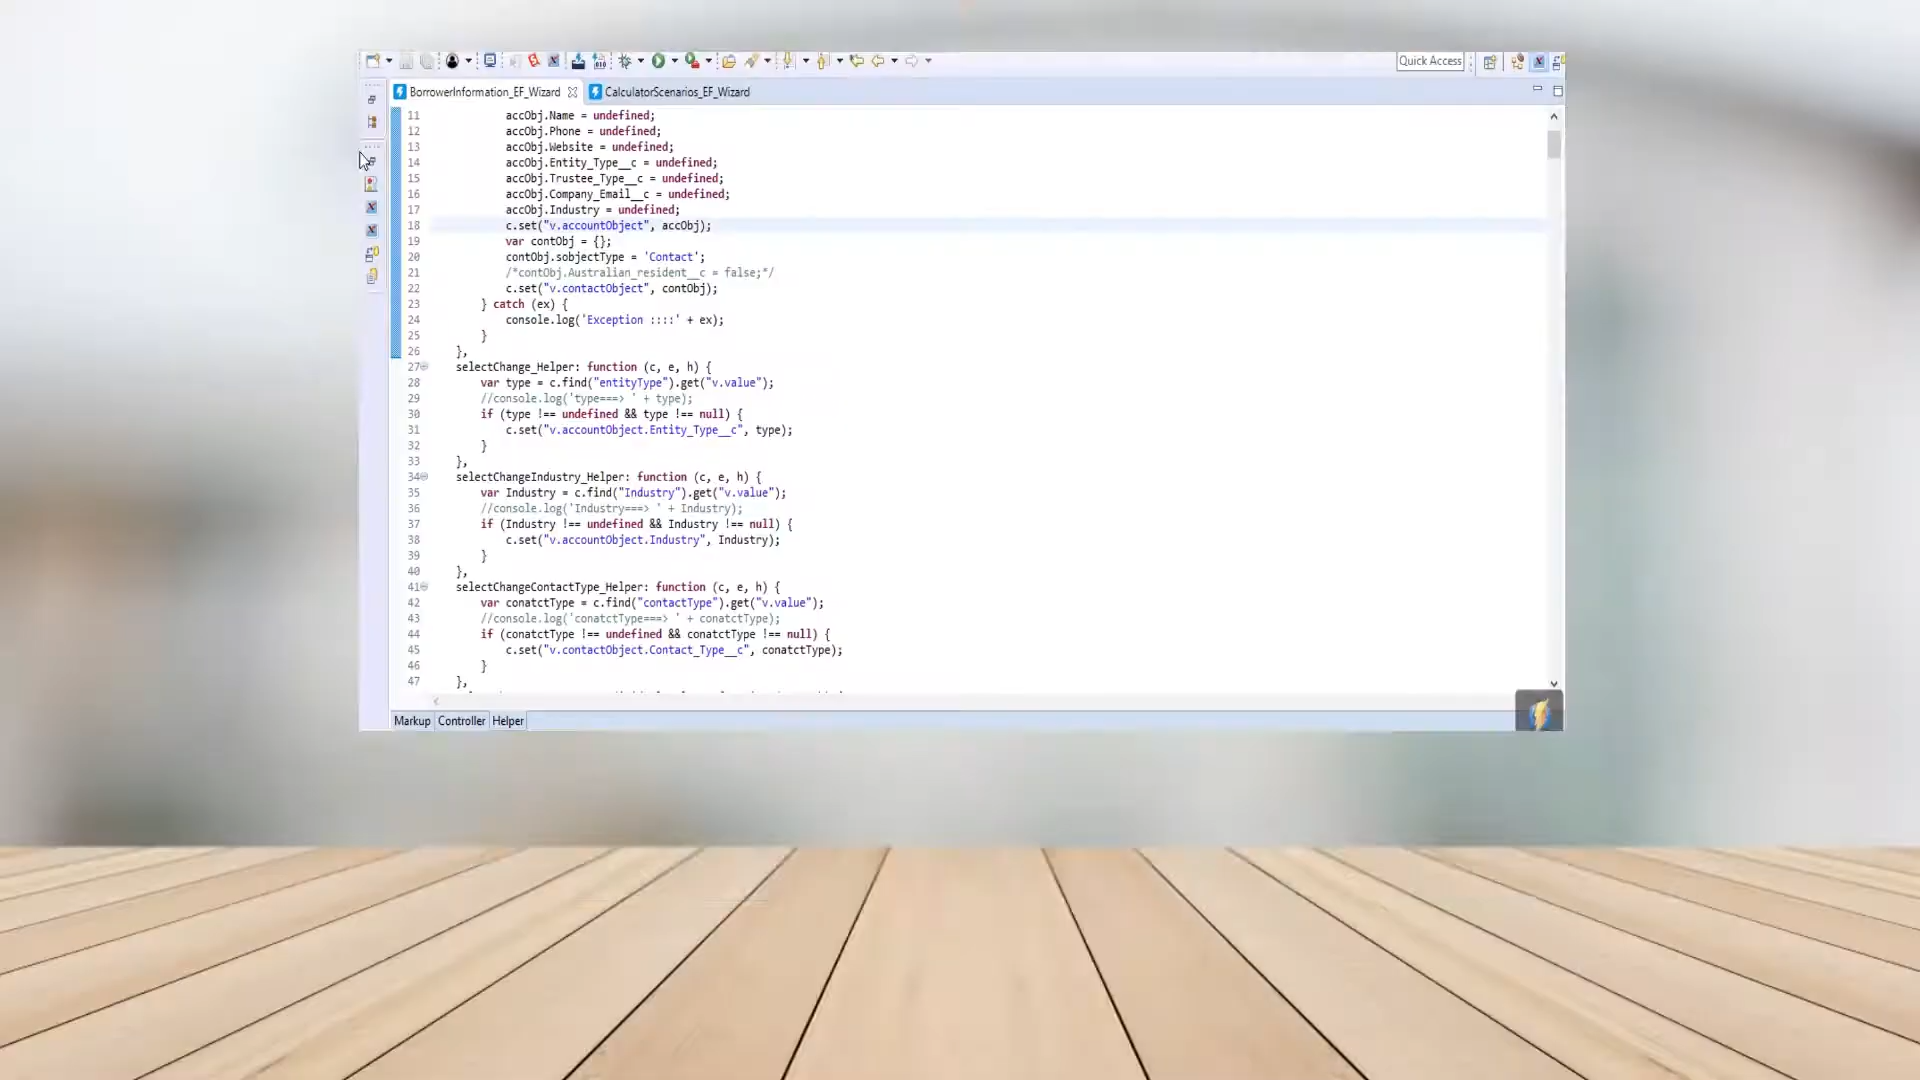 Quick Access
BorrowerInformation_EF_Wizard
CalculatorScenarios_EF_Wizard
11 accObj.Name = undefined;
12 accObj.Phone = undefined;
13 accObj.Website = undefined;
14 accObj.Entity_Type__c = undefined;
15 accObj.Trustee_Type__c = undefined;
16 accObj.Company_Email__c = undefined;
17 accObj.Industry = undefined;
18 c.set("v.accountObject", accObj);
19 var contObj = {};
20 contObj.sobjectType = 'Contact';
21 /*contObj.Australian_resident__c = false;*/
22 c.set("v.contactObject", contObj);
23 } catch (ex) {
24 console.log('Exception ::::' + ex);
25 }
26 },
27 selectChange_Helper: function (c, e, h) {
28 var type = c.find("entityType").get("v.value");
29 //console.log('type===> ' + type);
30 if (type !== undefined && type !== null) {
31 c.set("v.accountObject.Entity_Type__c", type);
32 }
33 },
34 selectChangeIndustry_Helper: function (c, e, h) {
35 var Industry = c.find("Industry").get("v.value");
36 //console.log('Industry===> ' + Industry);
37 if (Industry !== undefined && Industry !== null) {
38 c.set("v.accountObject.Industry", Industry);
39 }
40 },
41 selectChangeContactType_Helper: function (c, e, h) {
42 var conatctType = c.find("contactType").get("v.value");
43 //console.log('conatctType===> ' + conatctType);
44 if (conatctType !== undefined && conatctType !== null) {
45 c.set("v.contactObject.Contact_Type__c", conatctType);
46 }
47 },
Markup Controller Helper